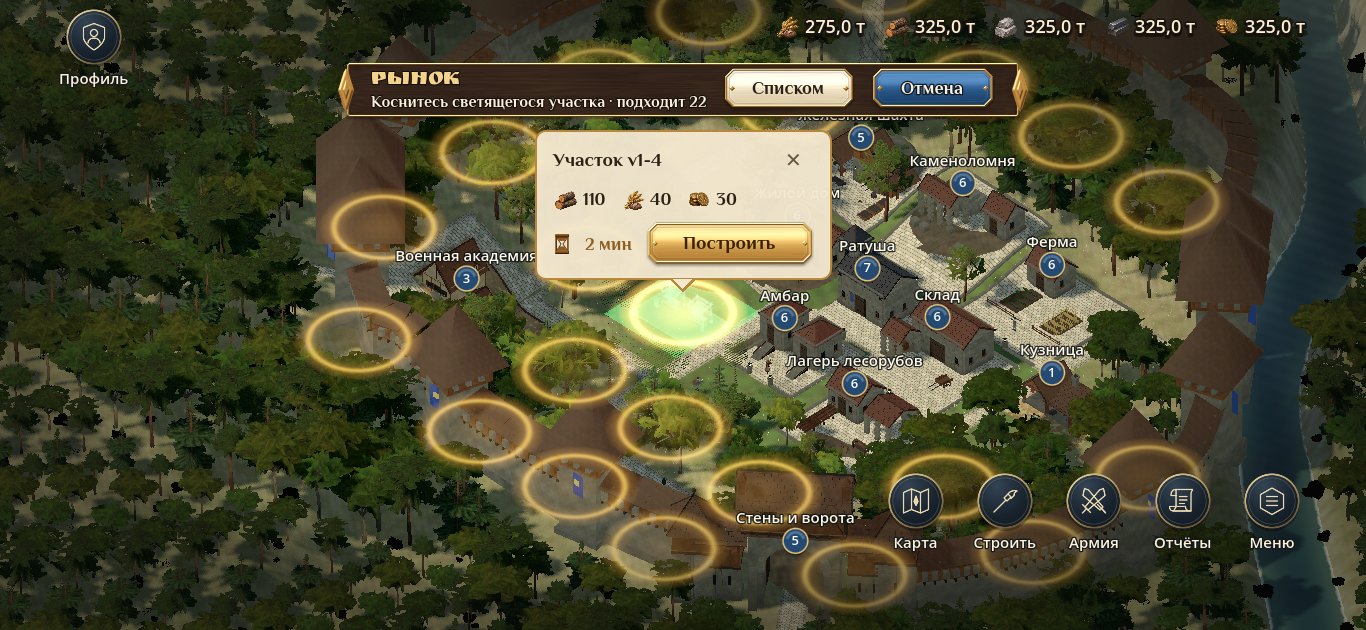 275,0 т
325,0 т
325,0 т
325,0 т
325,0 т
Профиль
РЫНОК
Коснитесь светящегося участка · подходит 22
Списком
Отмена
Железная шахта
5
Участок v1-4
×
110
40
30
2 мин
Построить
Жилой дом
Каменоломня
6
Военная академия
3
Ратуша
7
Ферма
6
Амбар
6
Склад
6
Лагерь лесорубов
6
Кузница
1
Стены и ворота
5
Карта
Строить
Армия
Отчёты
Меню